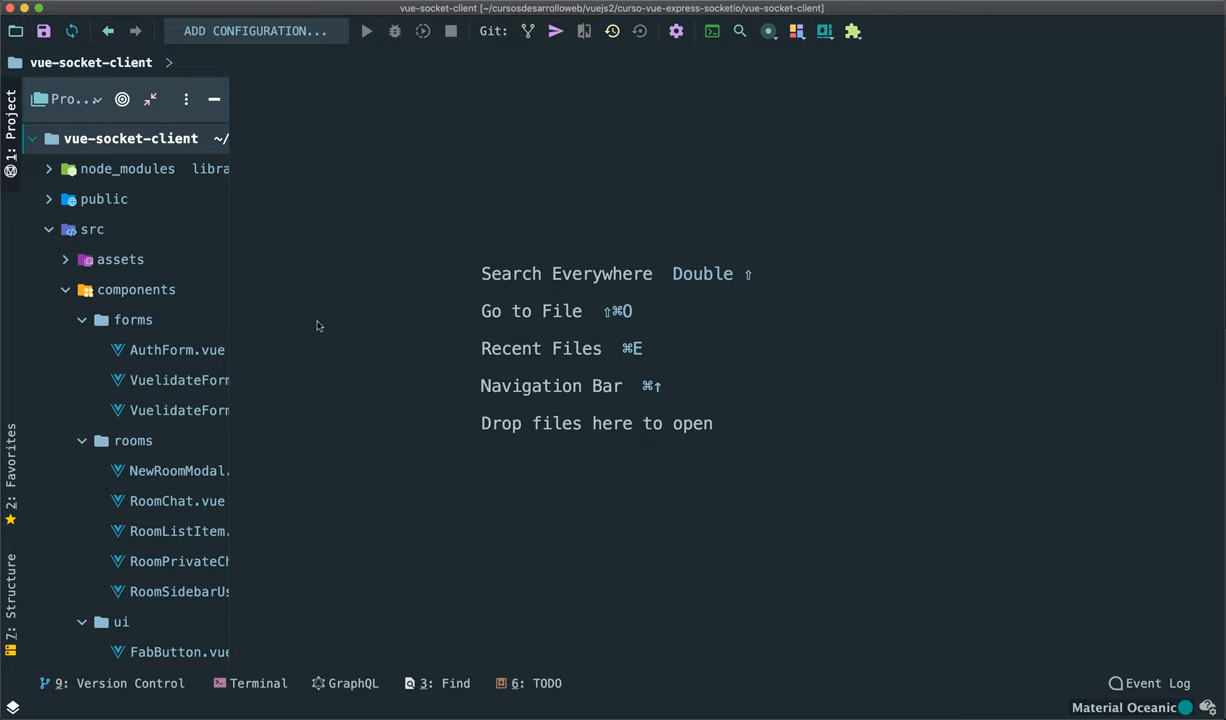 vue-socket-client [~/cursosdesarrolloweb/vuejs2/curso-vue-express-socketio/vue-socket-client]
ADD CONFIGURATION...
Git:
vue-socket-client
1: Project
Pro...
vue-socket-client ~/
node_modules libra
public
src
assets
components
forms
AuthForm.vue
VuelidateForm
VuelidateForm
rooms
NewRoomModal.
RoomChat.vue
RoomListItem.
RoomPrivateCh
RoomSidebarUs
ui
FabButton.vue
2: Favorites
7: Structure
Search Everywhere Double ⇧
Go to File ⇧⌘O
Recent Files ⌘E
Navigation Bar ⌘↑
Drop files here to open
9: Version Control
Terminal
GraphQL
3: Find
6: TODO
Event Log
Material Oceanic